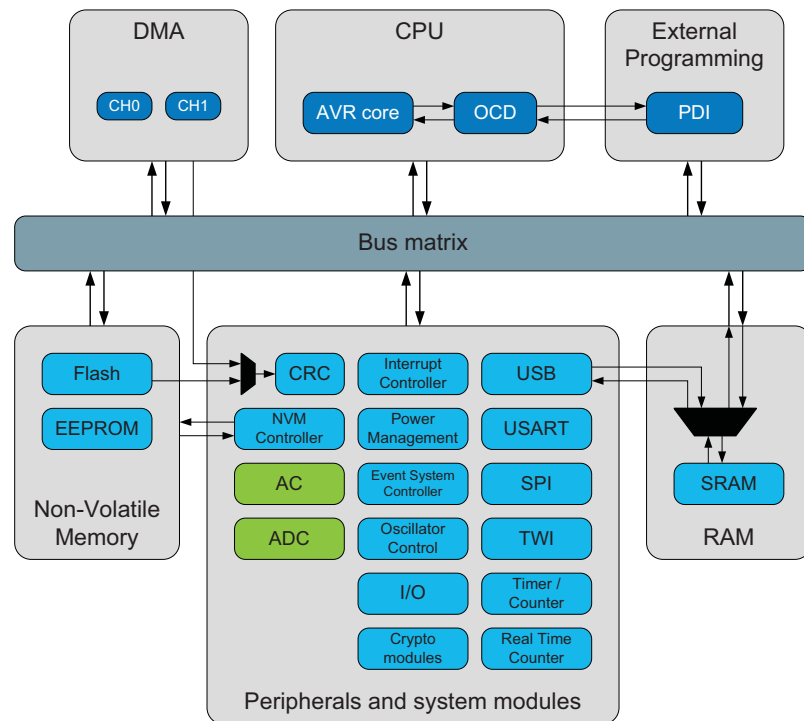 DMA
CH0
CH1
CPU
AVR core
OCD
External
Programming
PDI
Bus matrix
Flash
EEPROM
Non-Volatile
Memory
CRC
Interrupt
Controller
USB
NVM
Controller
Power
Management
USART
AC
Event System
Controller
SPI
ADC
Oscillator
Control
TWI
I/O
Timer /
Counter
Crypto
modules
Real Time
Counter
Peripherals and system modules
SRAM
RAM